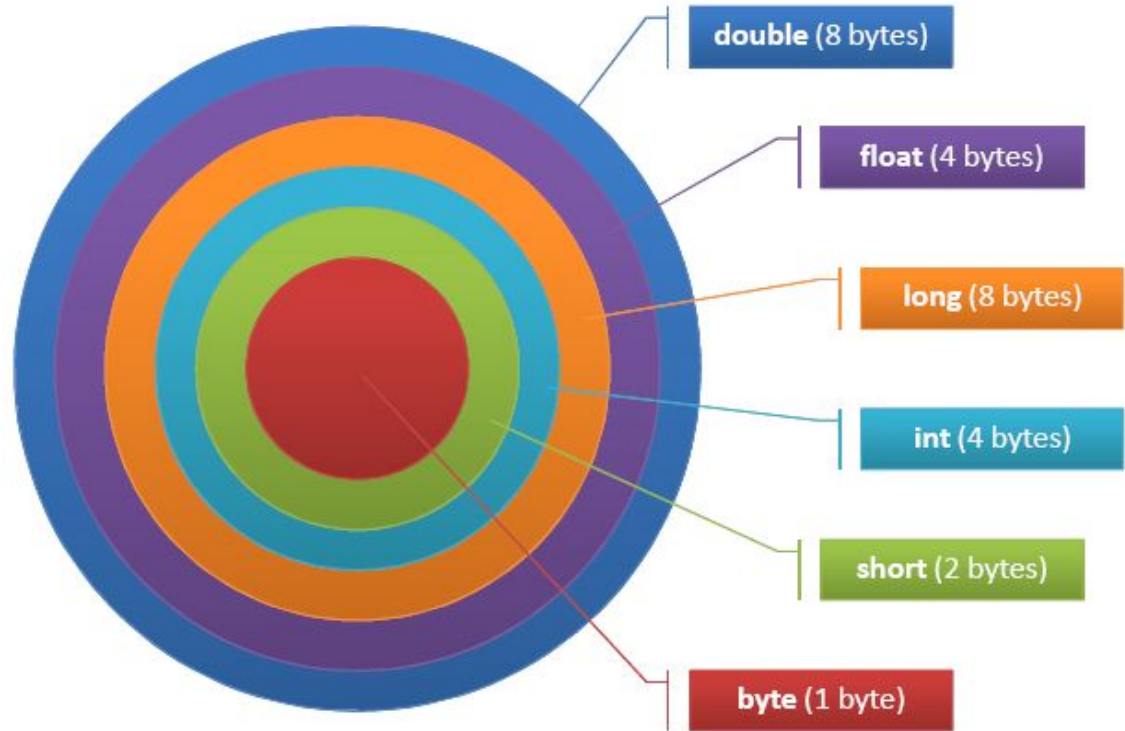 double (8 bytes)
float (4 bytes)
long (8 bytes)
int (4 bytes)
short (2 bytes)
byte (1 byte)